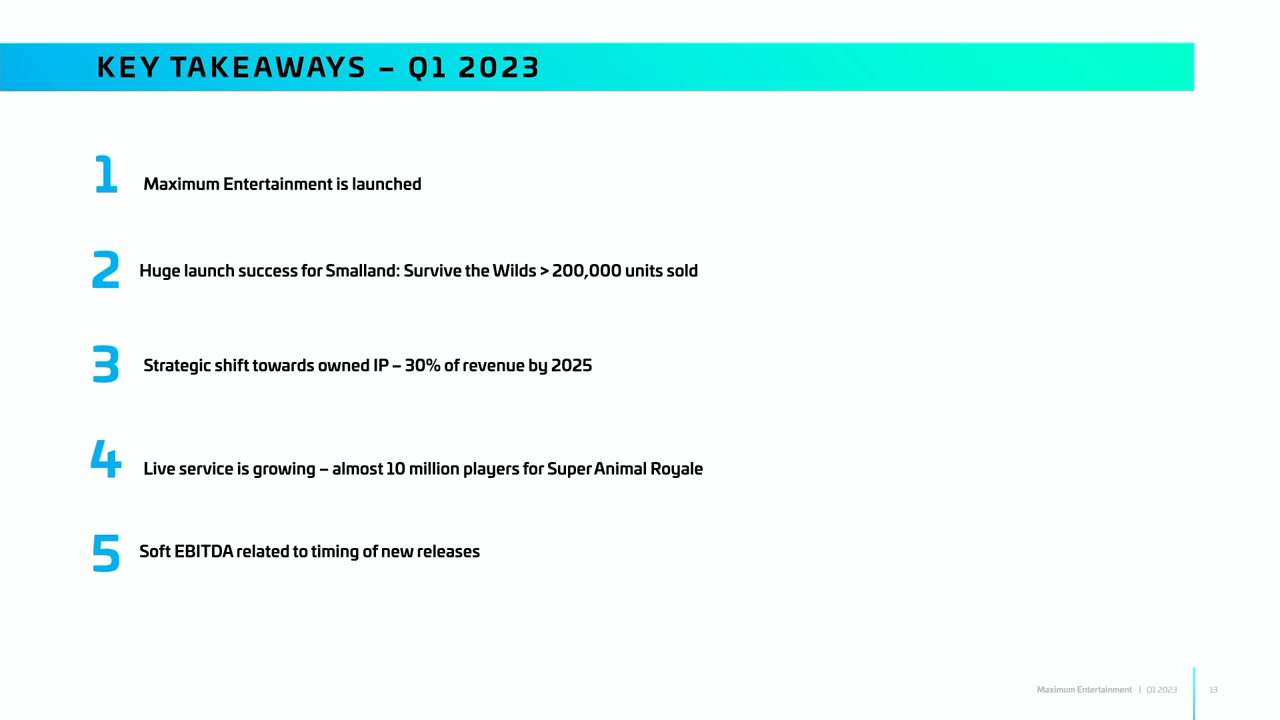 KEY TAKEAWAYS – Q1 2023
1 Maximum Entertainment is launched
2 Huge launch success for Smalland: Survive the Wilds > 200,000 units sold
3 Strategic shift towards owned IP – 30% of revenue by 2025
4 Live service is growing – almost 10 million players for Super Animal Royale
5 Soft EBITDA related to timing of new releases
Maximum Entertainment | Q1 2023 13